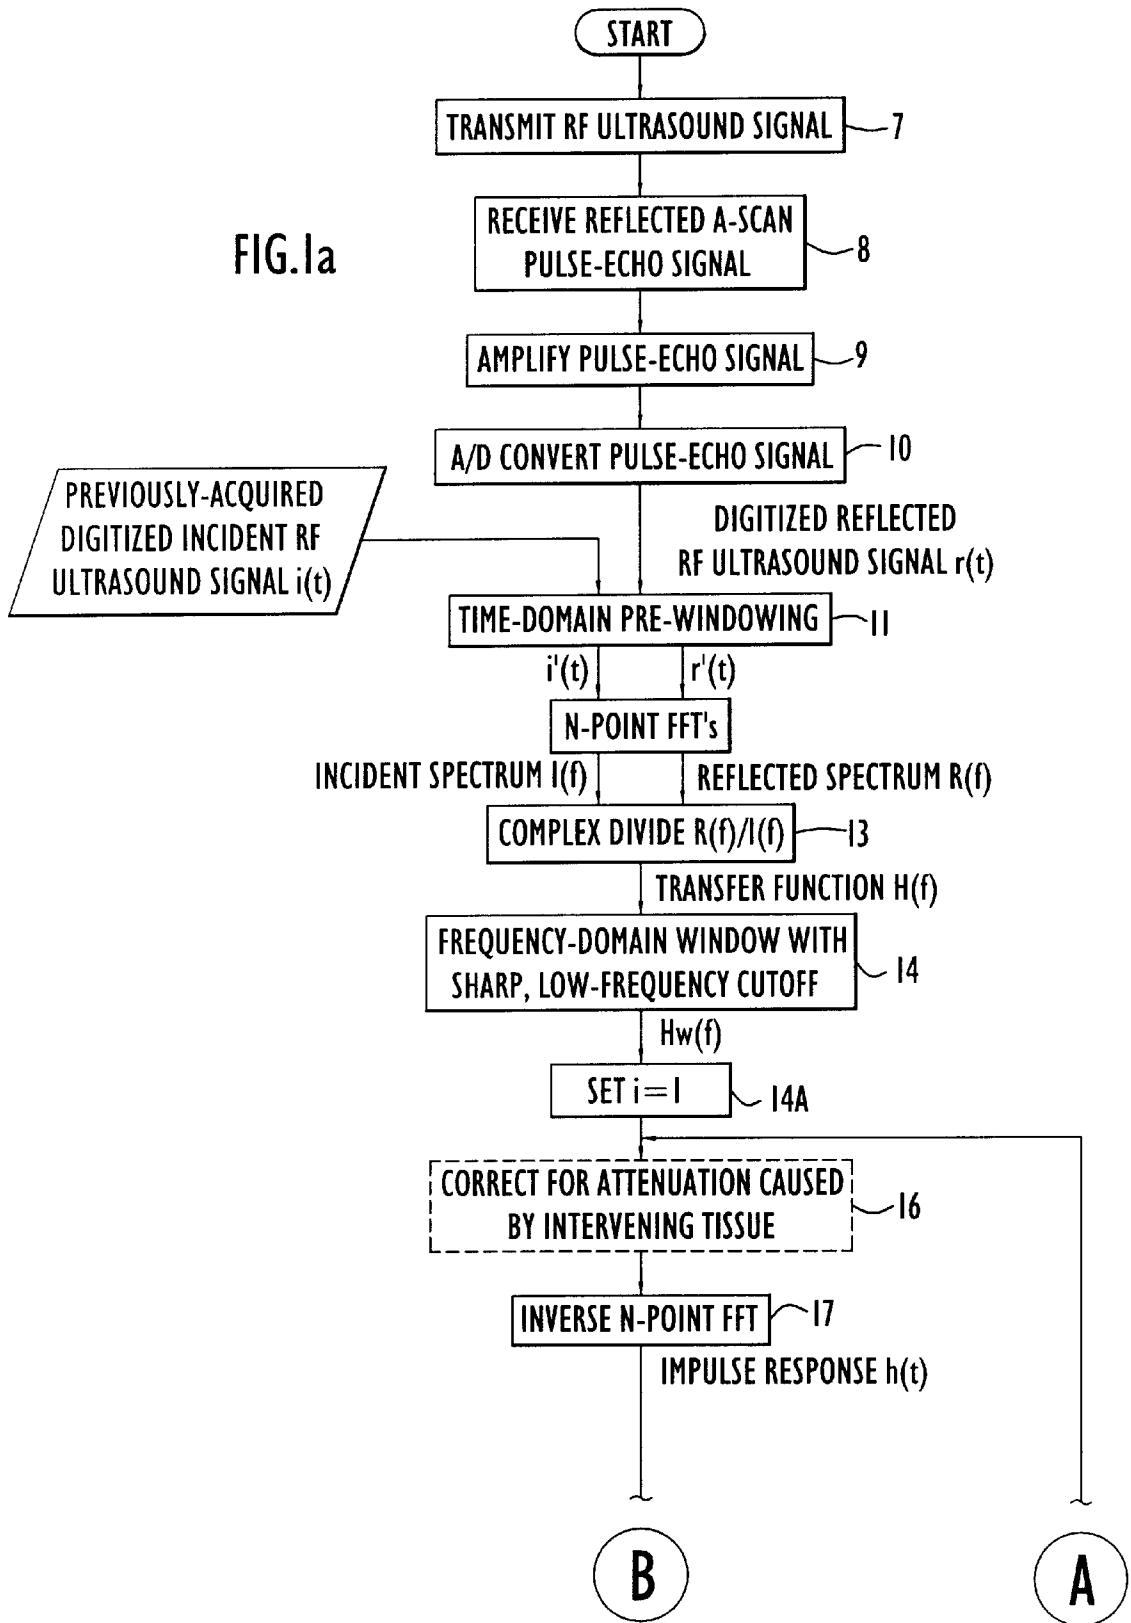 START
TRANSMIT RF ULTRASOUND SIGNAL
7
RECEIVE REFLECTED A-SCAN
PULSE-ECHO SIGNAL
8
FIG.1a
AMPLIFY PULSE-ECHO SIGNAL
9
A/D CONVERT PULSE-ECHO SIGNAL
10
PREVIOUSLY-ACQUIRED
DIGITIZED INCIDENT RF
ULTRASOUND SIGNAL i(t)
DIGITIZED REFLECTED
RF ULTRASOUND SIGNAL r(t)
TIME-DOMAIN PRE-WINDOWING
11
i'(t)
r'(t)
N-POINT FFT's
INCIDENT SPECTRUM I(f)
REFLECTED SPECTRUM R(f)
COMPLEX DIVIDE R(f)/I(f)
13
TRANSFER FUNCTION H(f)
FREQUENCY-DOMAIN WINDOW WITH
SHARP, LOW-FREQUENCY CUTOFF
14
Hw(f)
SET i=1
14A
CORRECT FOR ATTENUATION CAUSED
BY INTERVENING TISSUE
16
INVERSE N-POINT FFT
17
IMPULSE RESPONSE h(t)
B
A